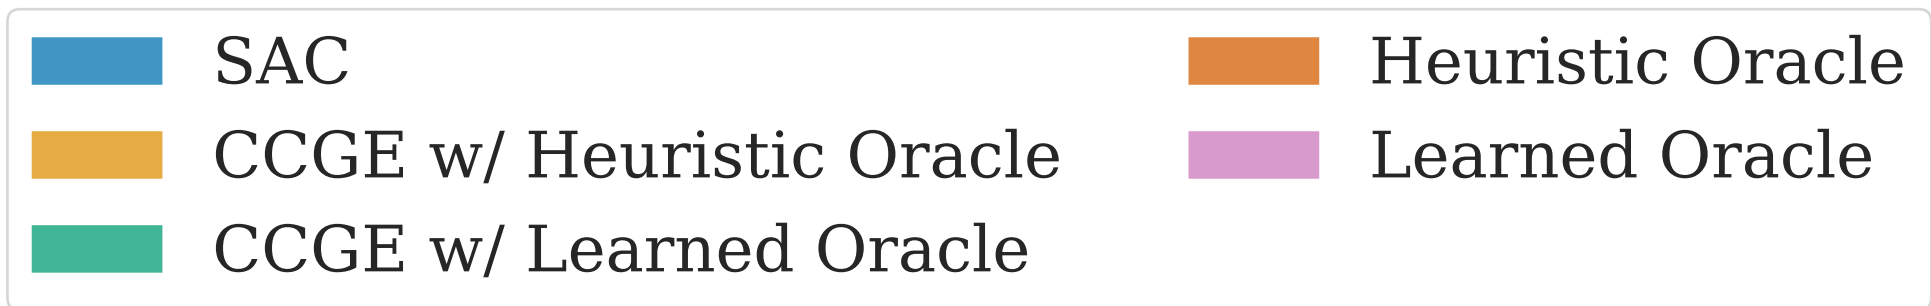 SAC
CCGE w/ Heuristic Oracle
CCGE w/ Learned Oracle
Heuristic Oracle
Learned Oracle